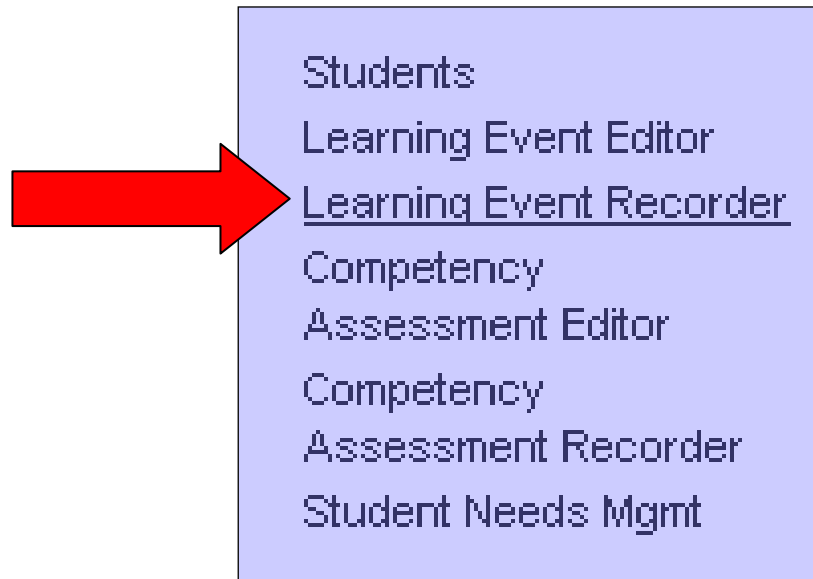 Students
Learning Event Editor
Learning Event Recorder
Competency
Assessment Editor
Competency
Assessment Recorder
Student Needs Mgmt